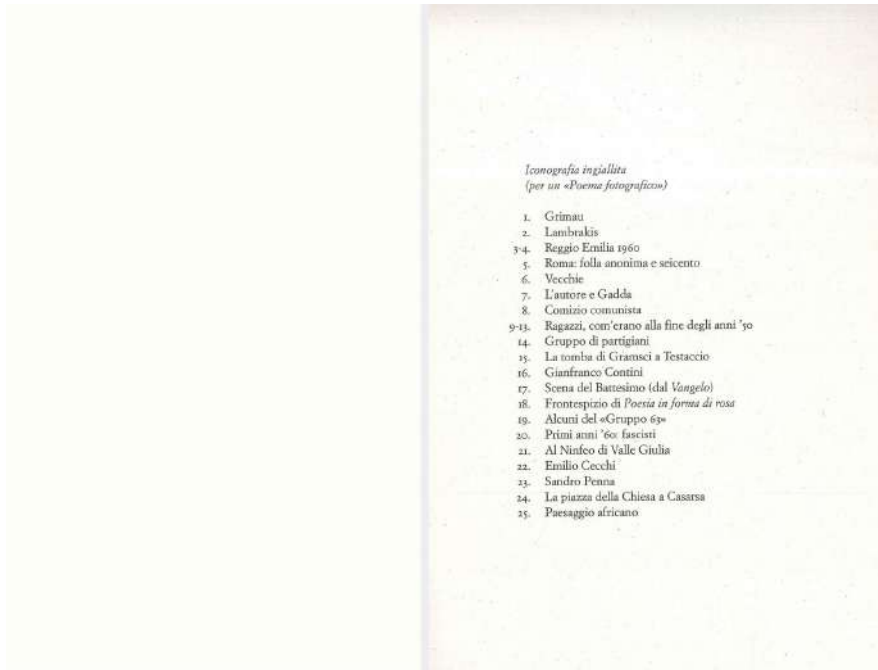 Iconografia ingiallita
(per un «Poema fotografico»)
1. Grimau
2. Lambrakis
3-4. Reggio Emilia 1960
5. Roma: folla anonima e seicento
6. Vecchie
7. L'autore e Gadda
8. Comizio comunista
9-13. Ragazzi, com'erano alla fine degli anni '50
14. Gruppo di partigiani
15. La tomba di Gramsci a Testaccio
16. Gianfranco Contini
17. Scena del Battesimo (dal Vangelo)
18. Frontespizio di Poesia in forma di rosa
19. Alcuni del «Gruppo 63»
20. Primi anni '60: fascisti
21. Al Ninfeo di Valle Giulia
22. Emilio Cecchi
23. Sandro Penna
24. La piazza della Chiesa a Casarsa
25. Paesaggio africano